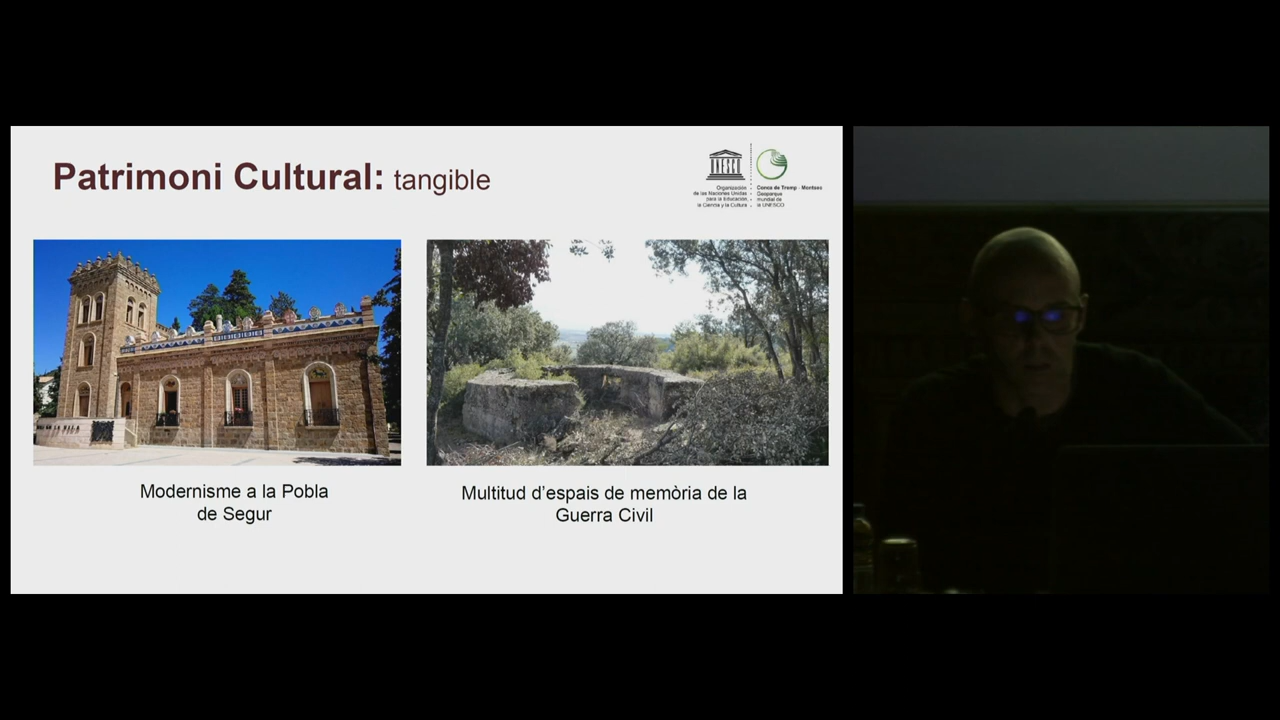 Patrimoni Cultural: tangible
Organización
de las Naciones Unidas
para la Educación,
la Ciencia y la Cultura
Conca de Tremp - Montsec
Geoparque
mundial de
la UNESCO
Modernisme a la Pobla
de Segur
Multitud d’espais de memòria de la
Guerra Civil